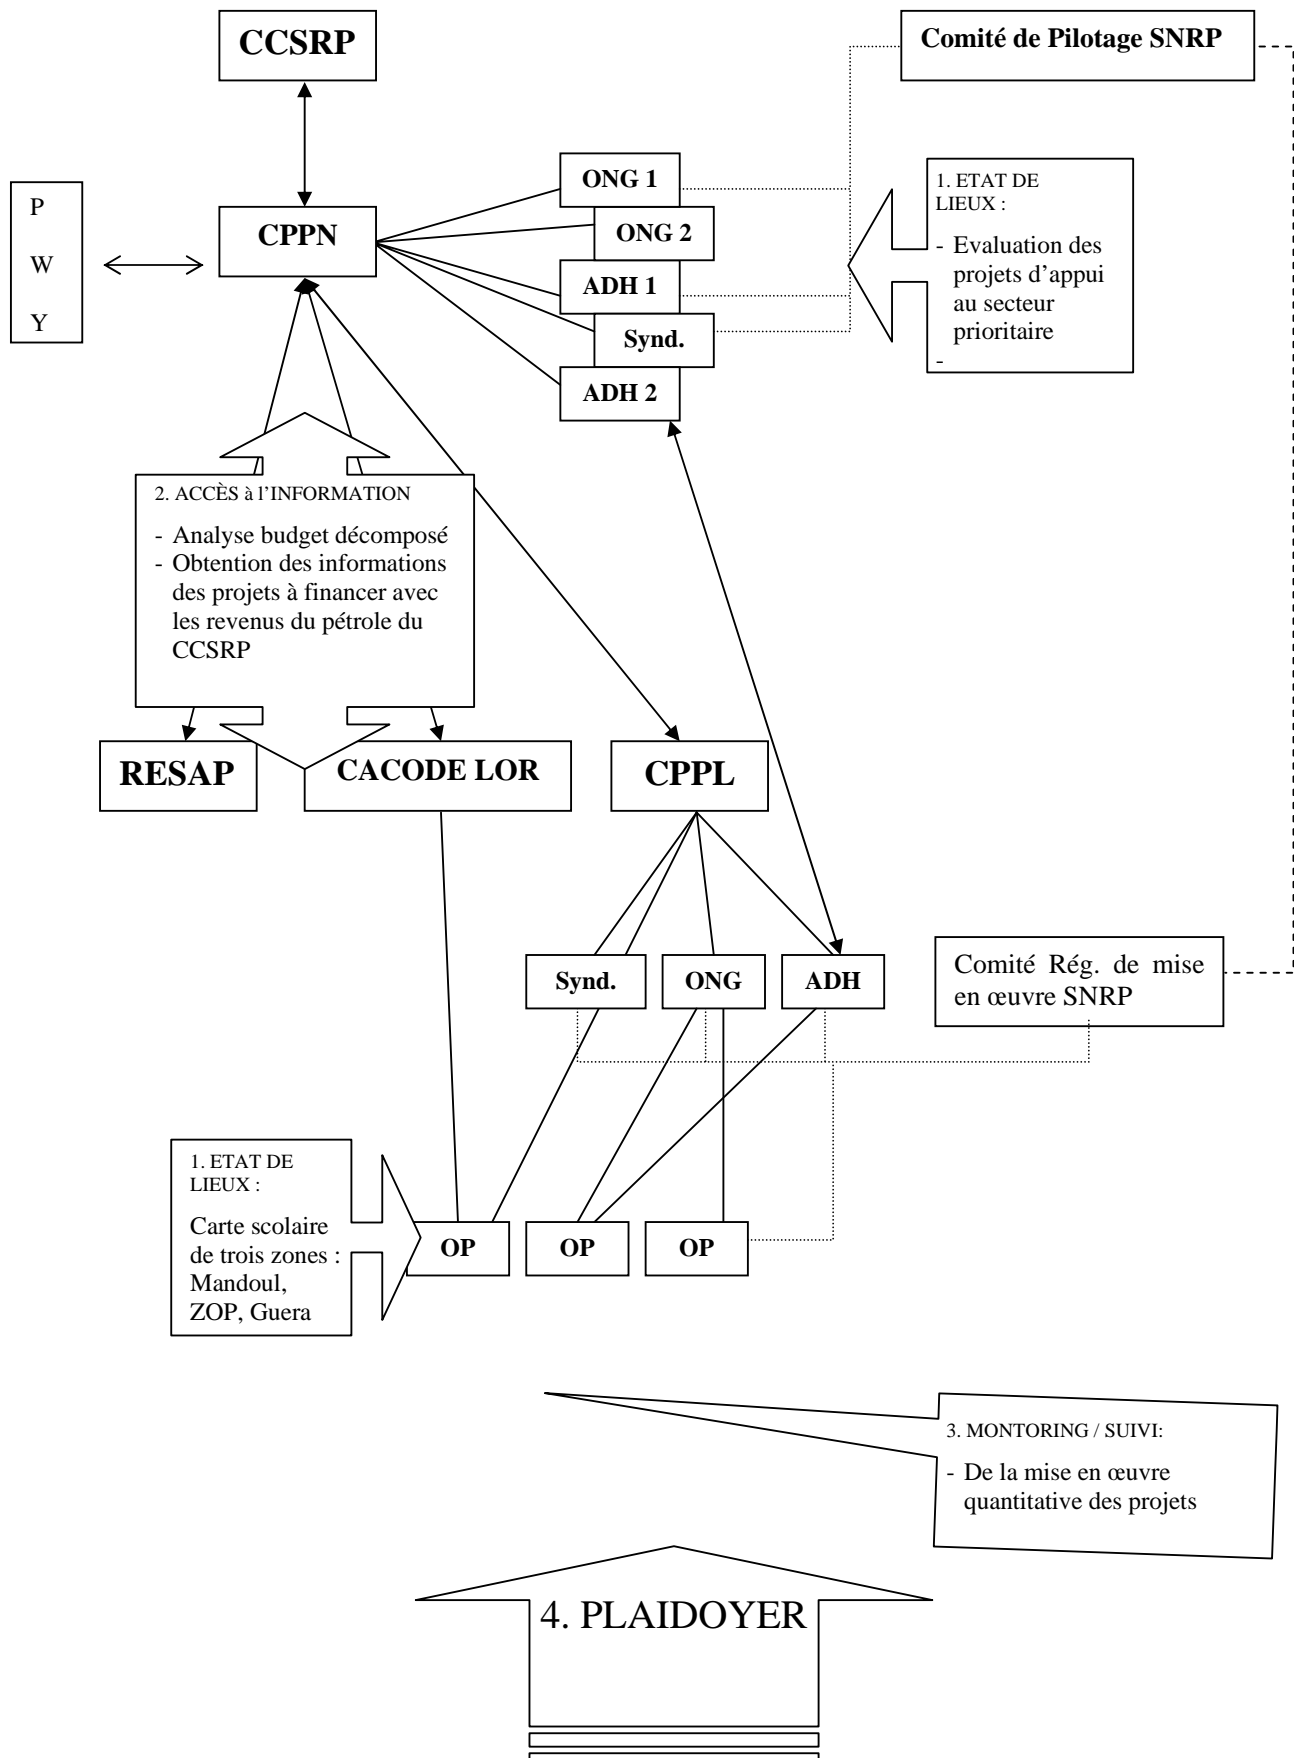 CCSRP
Comité de Pilotage SNRP
P
W
Y
CPPN
ONG 1
ONG 2
ADH 1
Synd.
ADH 2
1. ETAT DE
LIEUX :
- Evaluation des
projets d’appui
au secteur
prioritaire
-
2. ACCÈS à l’INFORMATION
- Analyse budget décomposé
- Obtention des informations
des projets à financer avec
les revenus du pétrole du
CCSRP
RESAP
CACODE LOR
CPPL
Synd.
ONG
ADH
Comité Rég. de mise
en œuvre SNRP
1. ETAT DE
LIEUX :
Carte scolaire
de trois zones :
Mandoul,
ZOP, Guera
OP
OP
OP
3. MONTORING / SUIVI:
- De la mise en œuvre
quantitative des projets
4. PLAIDOYER